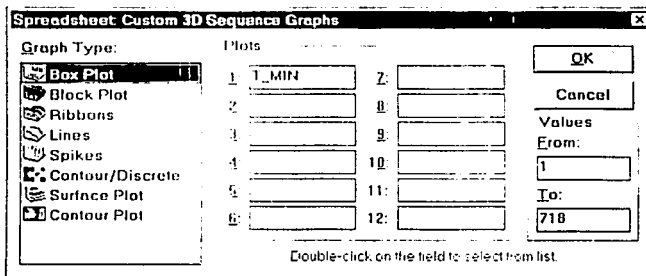 Spreadsheet: Custom 3D Sequence Graphs
Graph Type:
Box Plot
Block Plot
Ribbons
Lines
Spikes
Contour/Discrete
Surface Plot
Contour Plot
Plots
1: T_MIN
2:
3:
4:
5:
6:
7:
8:
9:
10:
11:
12:
Double-click on the field to select from list.
OK
Cancel
Values
From:
1
To:
718